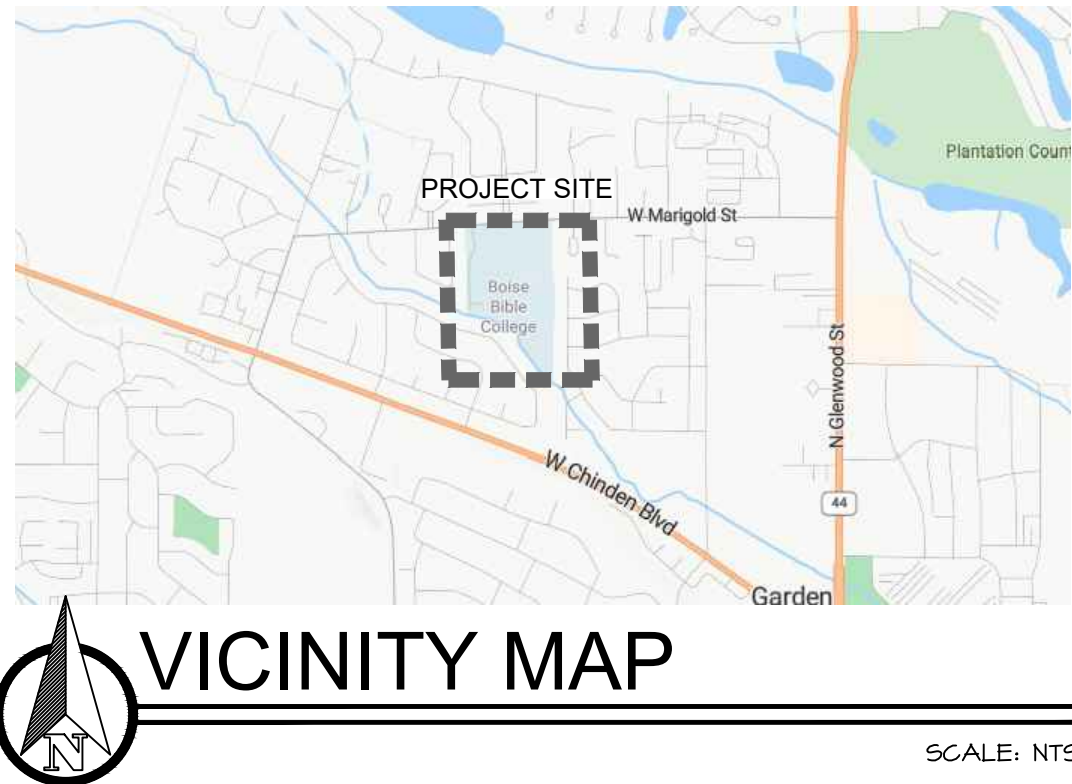 Plantation Count
PROJECT SITE
W Marigold St
Boise
Bible
College
N Glenwood St
W Chinden Blvd
44
Garden
VICINITY MAP
N
SCALE: NTS